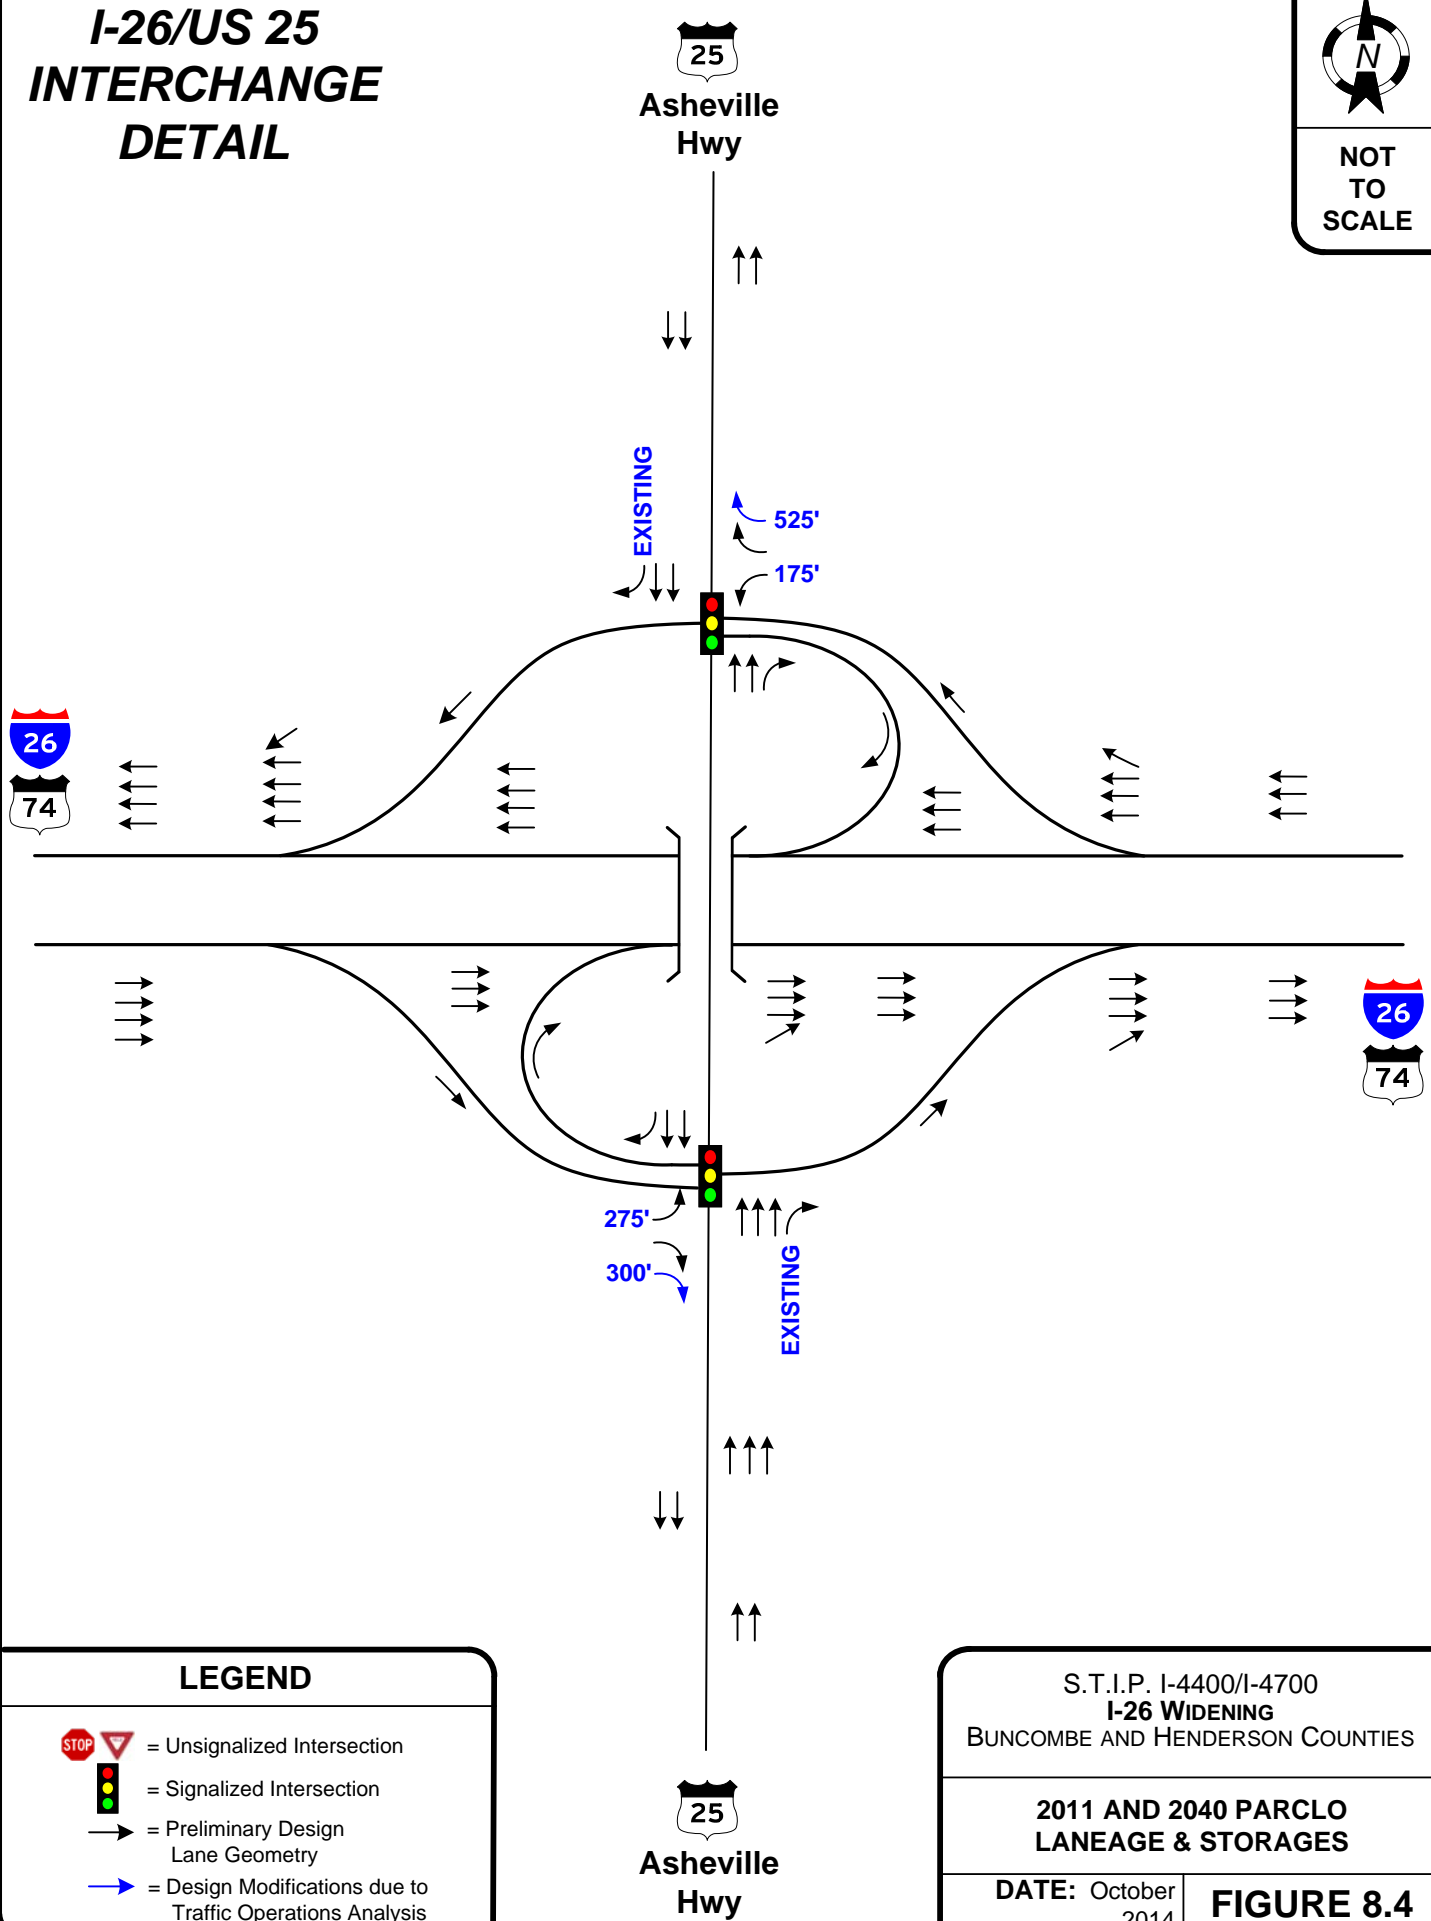 I-26/US 25
INTERCHANGE
DETAIL
25
Asheville
Hwy
N
NOT
TO
SCALE
EXISTING
525'
175'
26
74
26
74
275'
300'
EXISTING
LEGEND
STOP = Unsignalized Intersection
= Signalized Intersection
= Preliminary Design
Lane Geometry
= Design Modifications due to
Traffic Operations Analysis
25
Asheville
Hwy
S.T.I.P. I-4400/I-4700
I-26 WIDENING
BUNCOMBE AND HENDERSON COUNTIES
2011 AND 2040 PARCLO
LANEAGE & STORAGES
DATE: October
2014
FIGURE 8.4